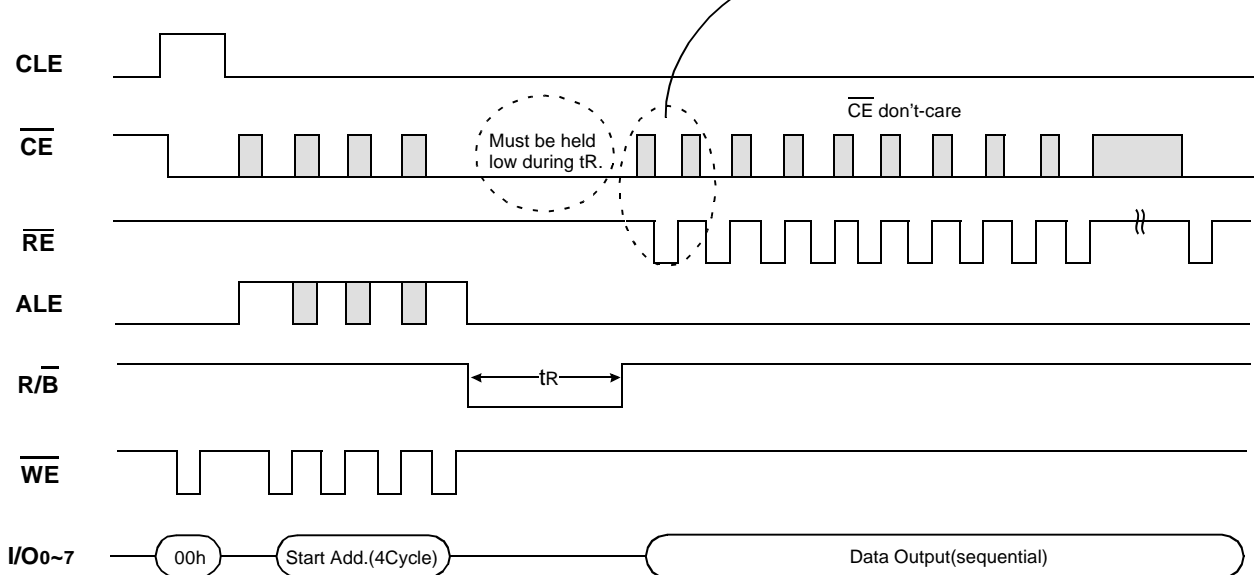 CLE
CE
CE don't-care
Must be held
low during tR.
RE
ALE
R/B
tR
WE
I/O0~7
00h
Start Add.(4Cycle)
Data Output(sequential)